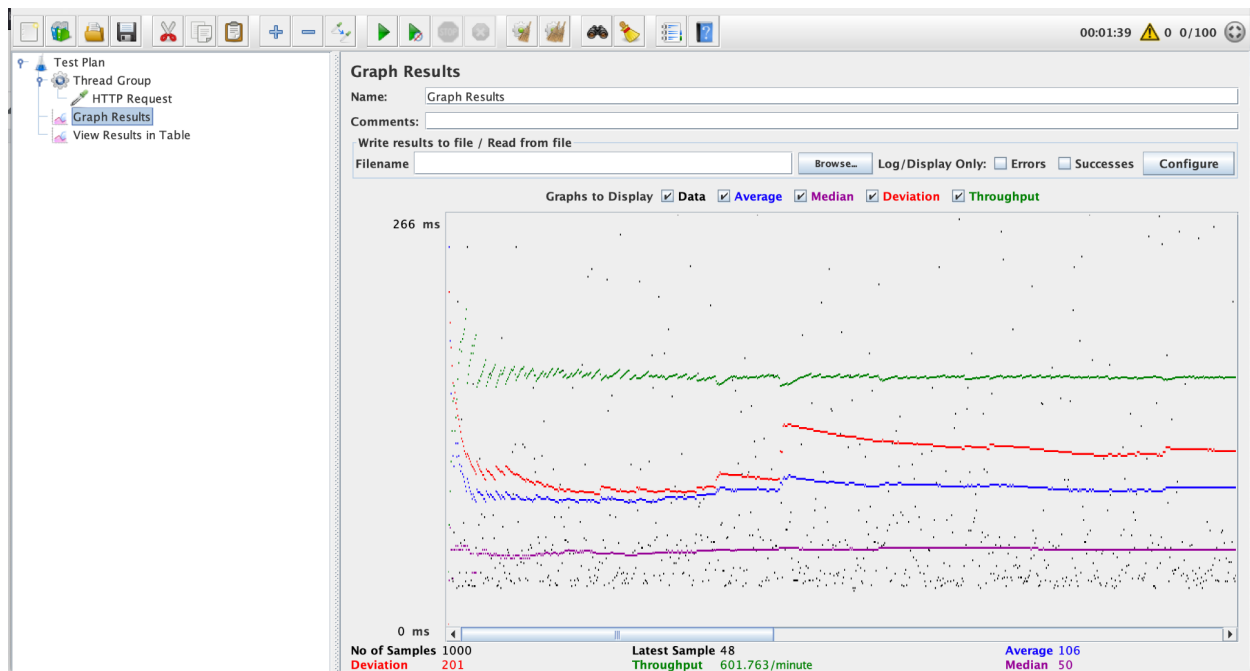 00:01:39 0 0/100
Test Plan
Thread Group
HTTP Request
Graph Results
View Results in Table
Graph Results
Name: Graph Results
Comments:
Write results to file / Read from file
Filename Browse... Log/Display Only: Errors Successes Configure
Graphs to Display Data Average Median Deviation Throughput
266 ms
0 ms
No of Samples 1000 Latest Sample 48 Average 106
Deviation 201 Throughput 601.763/minute Median 50